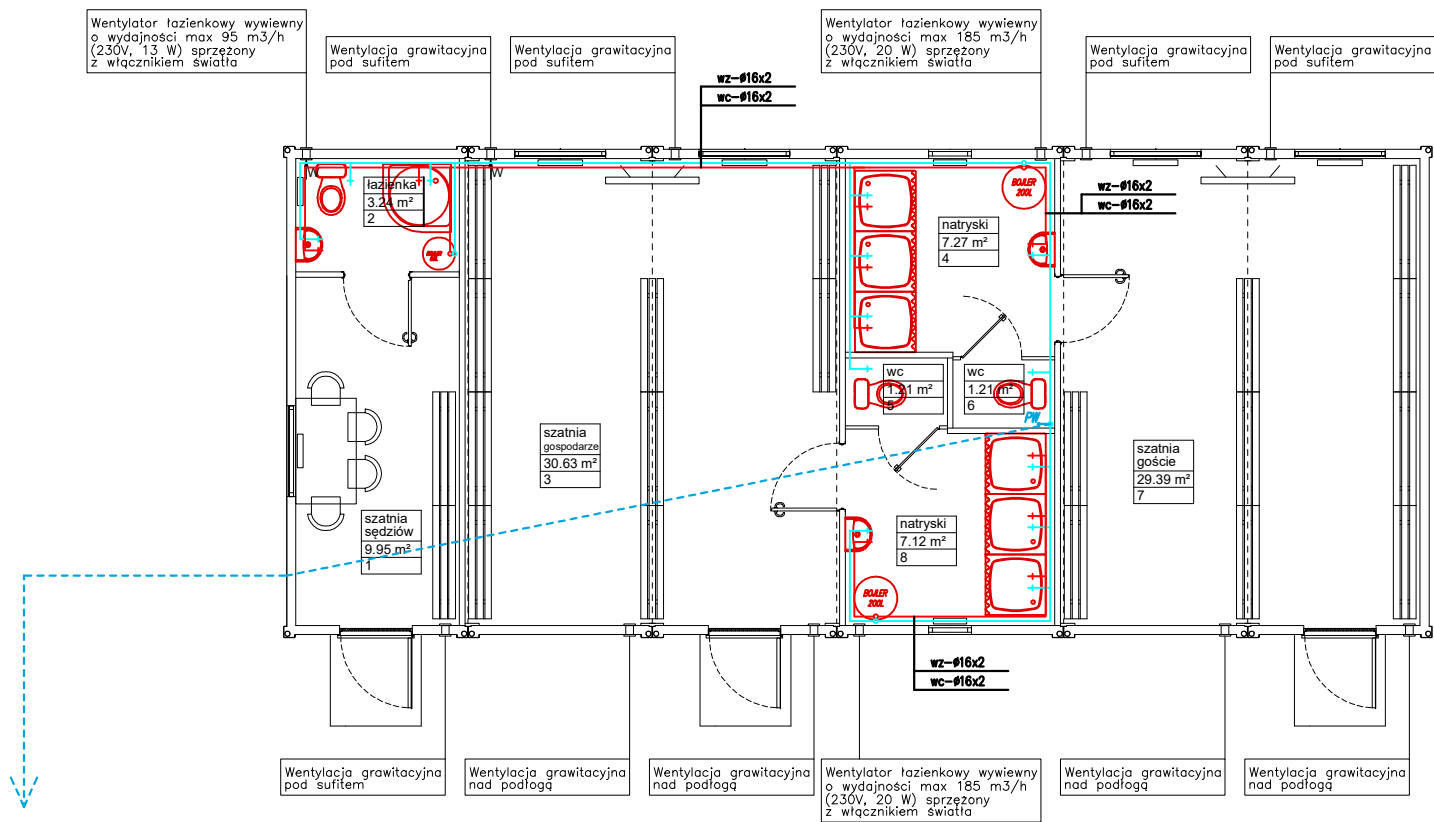 Wentylator łazienkowy wywiewny
o wydajności max 95 m3/h
(230V, 13 W) sprzężony
z włącznikiem światła
Wentylacja grawitacyjna
pod sufitem
Wentylacja grawitacyjna
pod sufitem
Wentylator łazienkowy wywiewny
o wydajności max 185 m3/h
(230V, 20 W) sprzężony
z włącznikiem światła
Wentylacja grawitacyjna
pod sufitem
Wentylacja grawitacyjna
pod sufitem
wz-ø16x2
wc-ø16x2
W
W
łazienka
3.24 m²
2
BOJLER
200L
natryski
7.27 m²
4
wz-ø16x2
wc-ø16x2
wc
1.21 m²
5
wc
1.21 m²
6
PW
szatnia
gospodarze
30.63 m²
3
szatnia
goście
29.39 m²
7
szatnia
sędziów
9.95 m²
1
natryski
7.12 m²
8
BOJLER
200L
wz-ø16x2
wc-ø16x2
Wentylacja grawitacyjna
pod sufitem
Wentylacja grawitacyjna
nad podłogą
Wentylacja grawitacyjna
nad podłogą
Wentylator łazienkowy wywiewny
o wydajności max 185 m3/h
(230V, 20 W) sprzężony
z włącznikiem światła
Wentylacja grawitacyjna
nad podłogą
Wentylacja grawitacyjna
nad podłogą